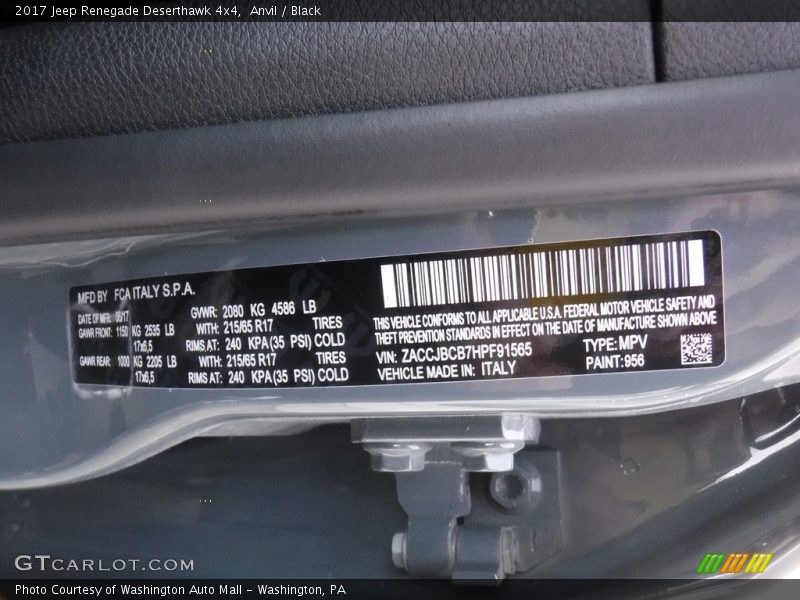 2017 Jeep Renegade Deserthawk 4x4, Anvil / Black
MFD BY FCA ITALY S.P.A.
DATE OF MFR: 06/17 GVWR: 2080 KG 4586 LB
GAWR FRONT: 1150 KG 2535 LB WITH: 215/65 R17 TIRES
17x6,5 RIMS AT: 240 KPA(35 PSI) COLD
GAWR REAR: 1000 KG 2205 LB WITH: 215/65 R17 TIRES
17x6,5 RIMS AT: 240 KPA(35 PSI) COLD
THIS VEHICLE CONFORMS TO ALL APPLICABLE U.S.A. FEDERAL MOTOR VEHICLE SAFETY AND
THEFT PREVENTION STANDARDS IN EFFECT ON THE DATE OF MANUFACTURE SHOWN ABOVE
VIN: ZACCJBCB7HPF91565 TYPE: MPV
VEHICLE MADE IN: ITALY PAINT: 956
GTCARLOT.COM
Photo Courtesy of Washington Auto Mall - Washington, PA